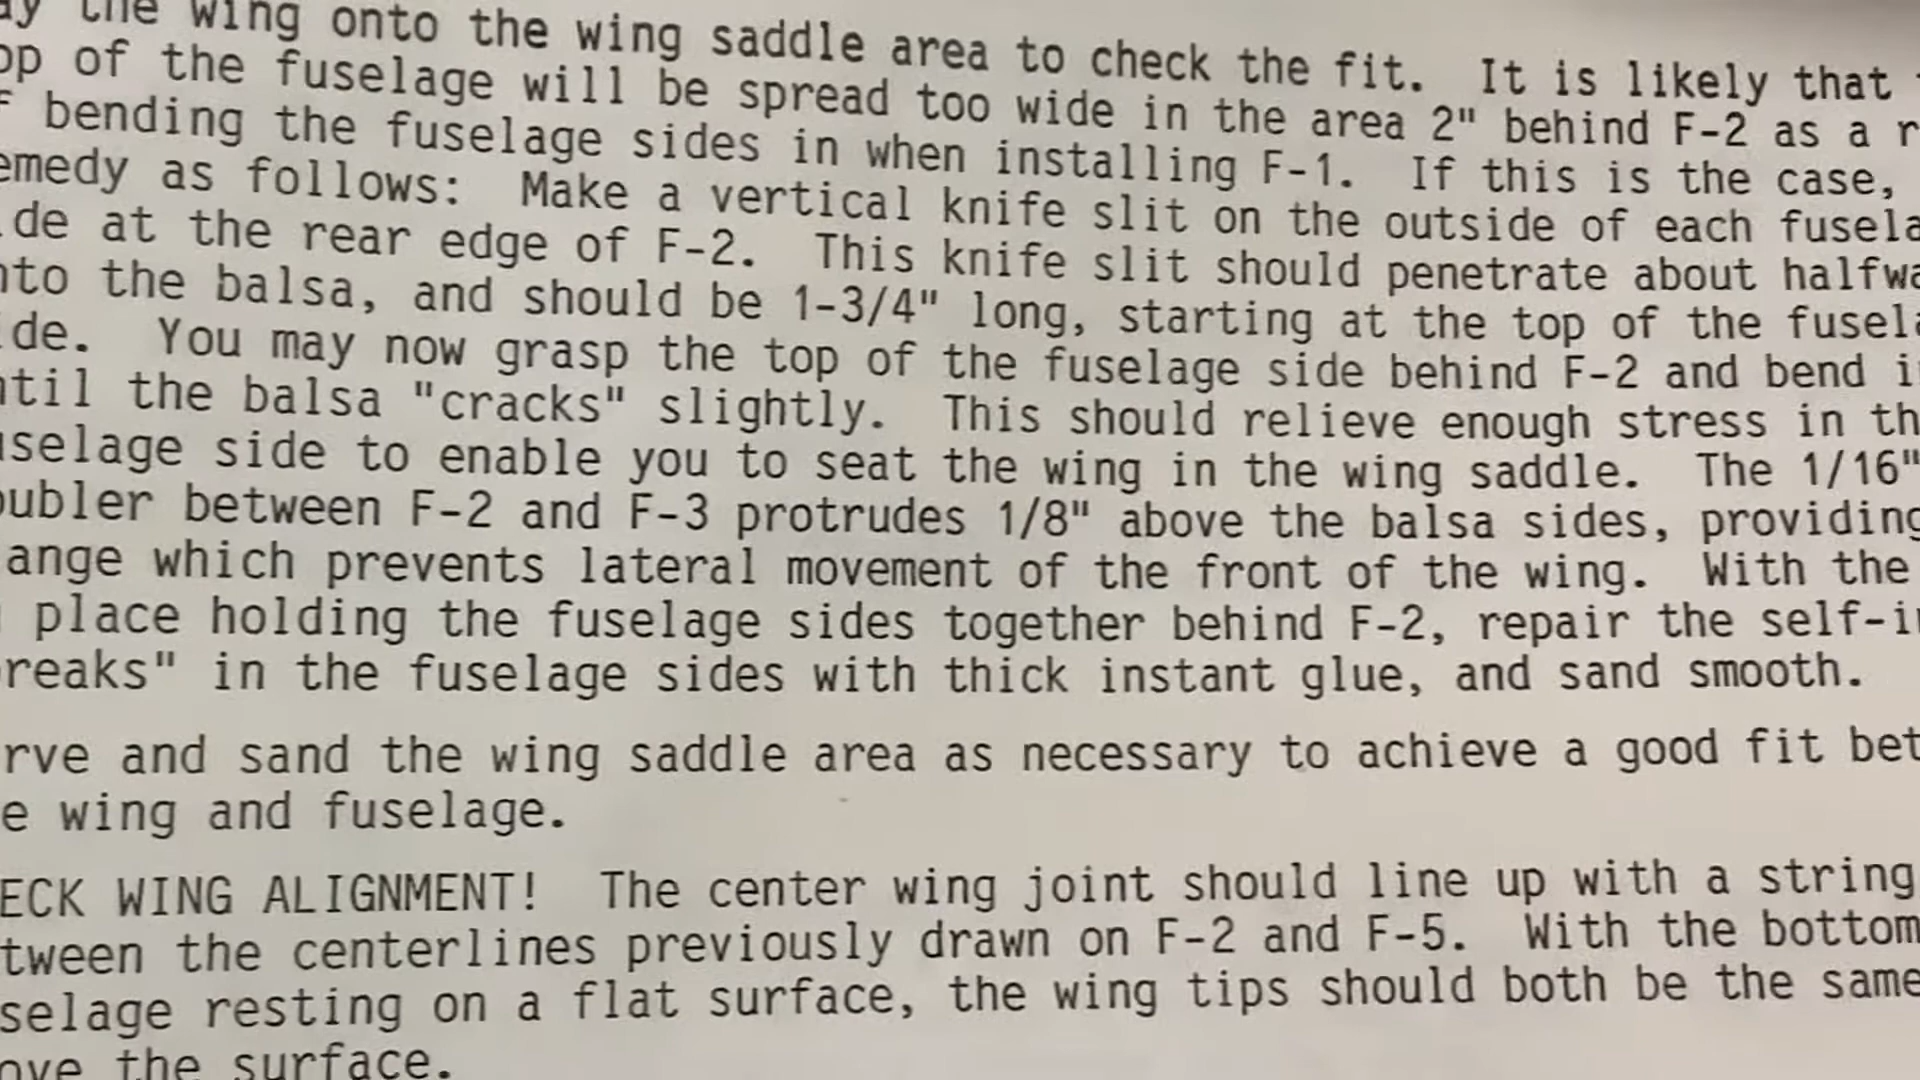 the wing onto the wing saddle area to check the fit. It is likely that
of the fuselage will be spread too wide in the area 2" behind F-2 as a
bending the fuselage sides in when installing F-1. If this is the case,
emedy as follows: Make a vertical knife slit on the outside of each fusela
de at the rear edge of F-2. This knife slit should penetrate about halfwa
nto the balsa, and should be 1-3/4" long, starting at the top of the fusela
de. You may now grasp the top of the fuselage side behind F-2 and bend i
til the balsa "cracks" slightly. This should relieve enough stress in th
uselage side to enable you to seat the wing in the wing saddle. The 1/16"
oubler between F-2 and F-3 protrudes 1/8" above the balsa sides, providing
ange which prevents lateral movement of the front of the wing. With the
place holding the fuselage sides together behind F-2, repair the self-i
reaks" in the fuselage sides with thick instant glue, and sand smooth.
rve and sand the wing saddle area as necessary to achieve a good fit bet
e wing and fuselage.
ECK WING ALIGNMENT! The center wing joint should line up with a string
tween the centerlines previously drawn on F-2 and F-5. With the bottom
selage resting on a flat surface, the wing tips should both be the same
ove the surface.